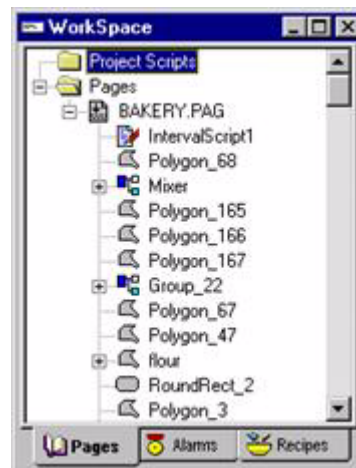 WorkSpace
Project Scripts
Pages
BAKERY.PAG
IntervalScript1
Polygon_68
Mixer
Polygon_165
Polygon_166
Polygon_167
Group_22
Polygon_67
Polygon_47
flour
RoundRect_2
Polygon_3
Pages Alarms Recipes